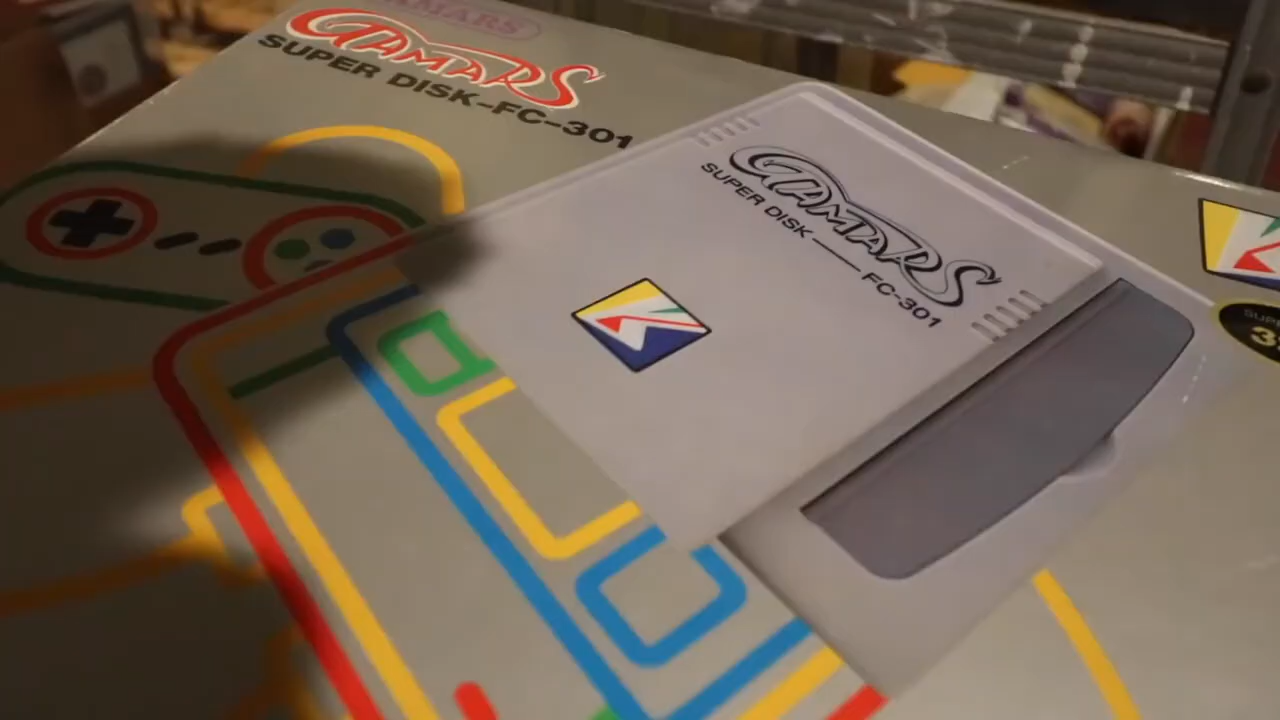 GAMARS
SUPER DISK-FC-301
GAMARS
SUPER DISK — FC-301